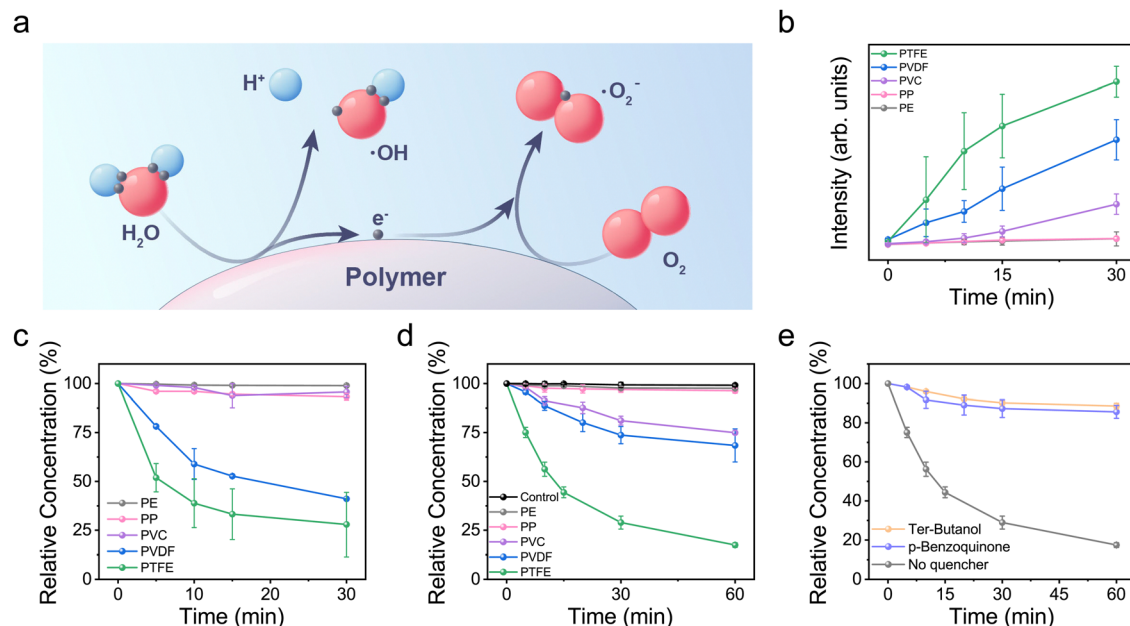 a
H⁺
·OH
H₂O
e⁻
·O₂⁻
O₂
Polymer
b
Intensity (arb. units)
PTFE
PVDF
PVC
PP
PE
0
15
30
Time (min)
c
Relative Concentration (%)
100
75
50
25
0
PE
PP
PVC
PVDF
PTFE
0
10
20
30
Time (min)
d
Relative Concentration (%)
100
75
50
25
0
Control
PE
PP
PVC
PVDF
PTFE
0
20
40
60
Time (min)
e
Relative Concentration (%)
100
80
60
40
20
0
Ter-Butanol
p-Benzoquinone
No quencher
0
15
30
45
60
Time (min)